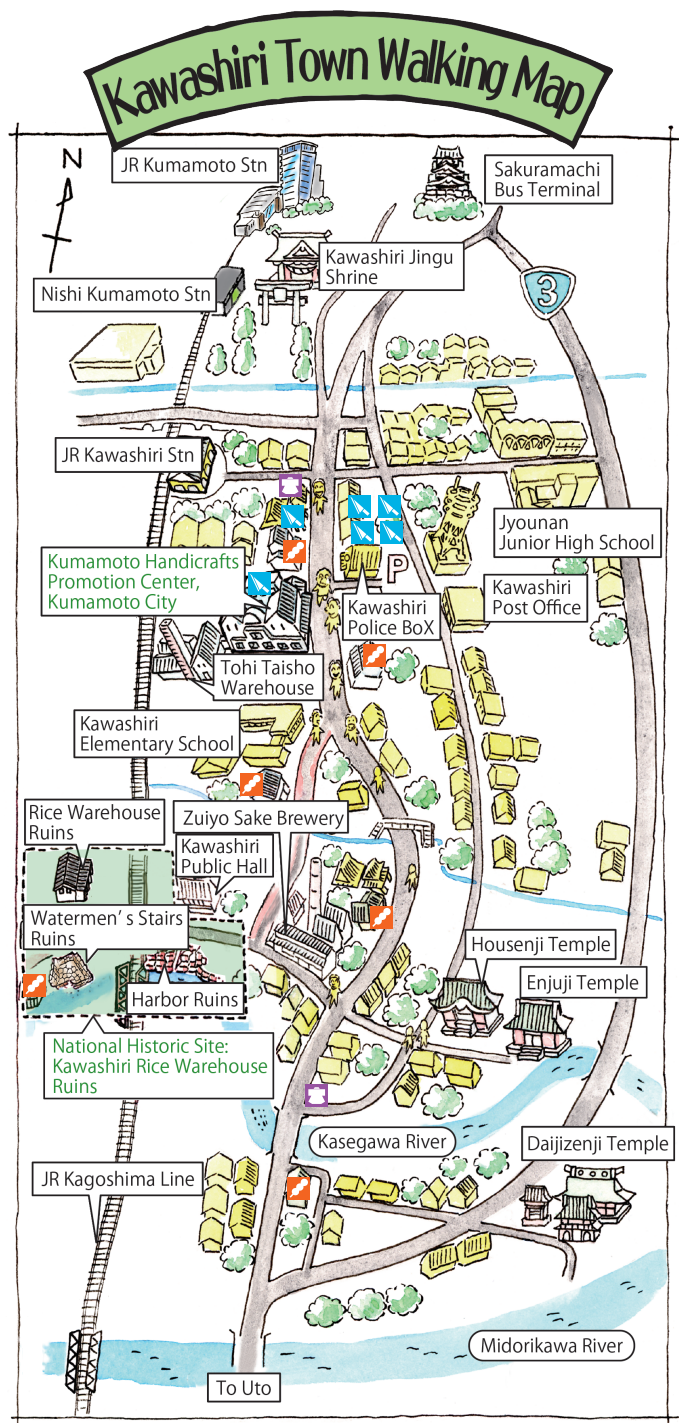 Kawashiri Town Walking Map
N
JR Kumamoto Stn
Sakuramachi
Bus Terminal
Kawashiri Jingu
Shrine
Nishi Kumamoto Stn
3
JR Kawashiri Stn
Jyounan
Junior High School
Kumamoto Handicrafts
Promotion Center,
Kumamoto City
P
Kawashiri
Post Office
Kawashiri
Police BoX
Tohi Taisho
Warehouse
Kawashiri
Elementary School
Rice Warehouse
Ruins
Zuiyo Sake Brewery
Kawashiri
Public Hall
Watermen's Stairs
Ruins
Housenji Temple
Enjuji Temple
Harbor Ruins
National Historic Site:
Kawashiri Rice Warehouse
Ruins
Kasegawa River
Daijizenji Temple
JR Kagoshima Line
Midorikawa River
To Uto